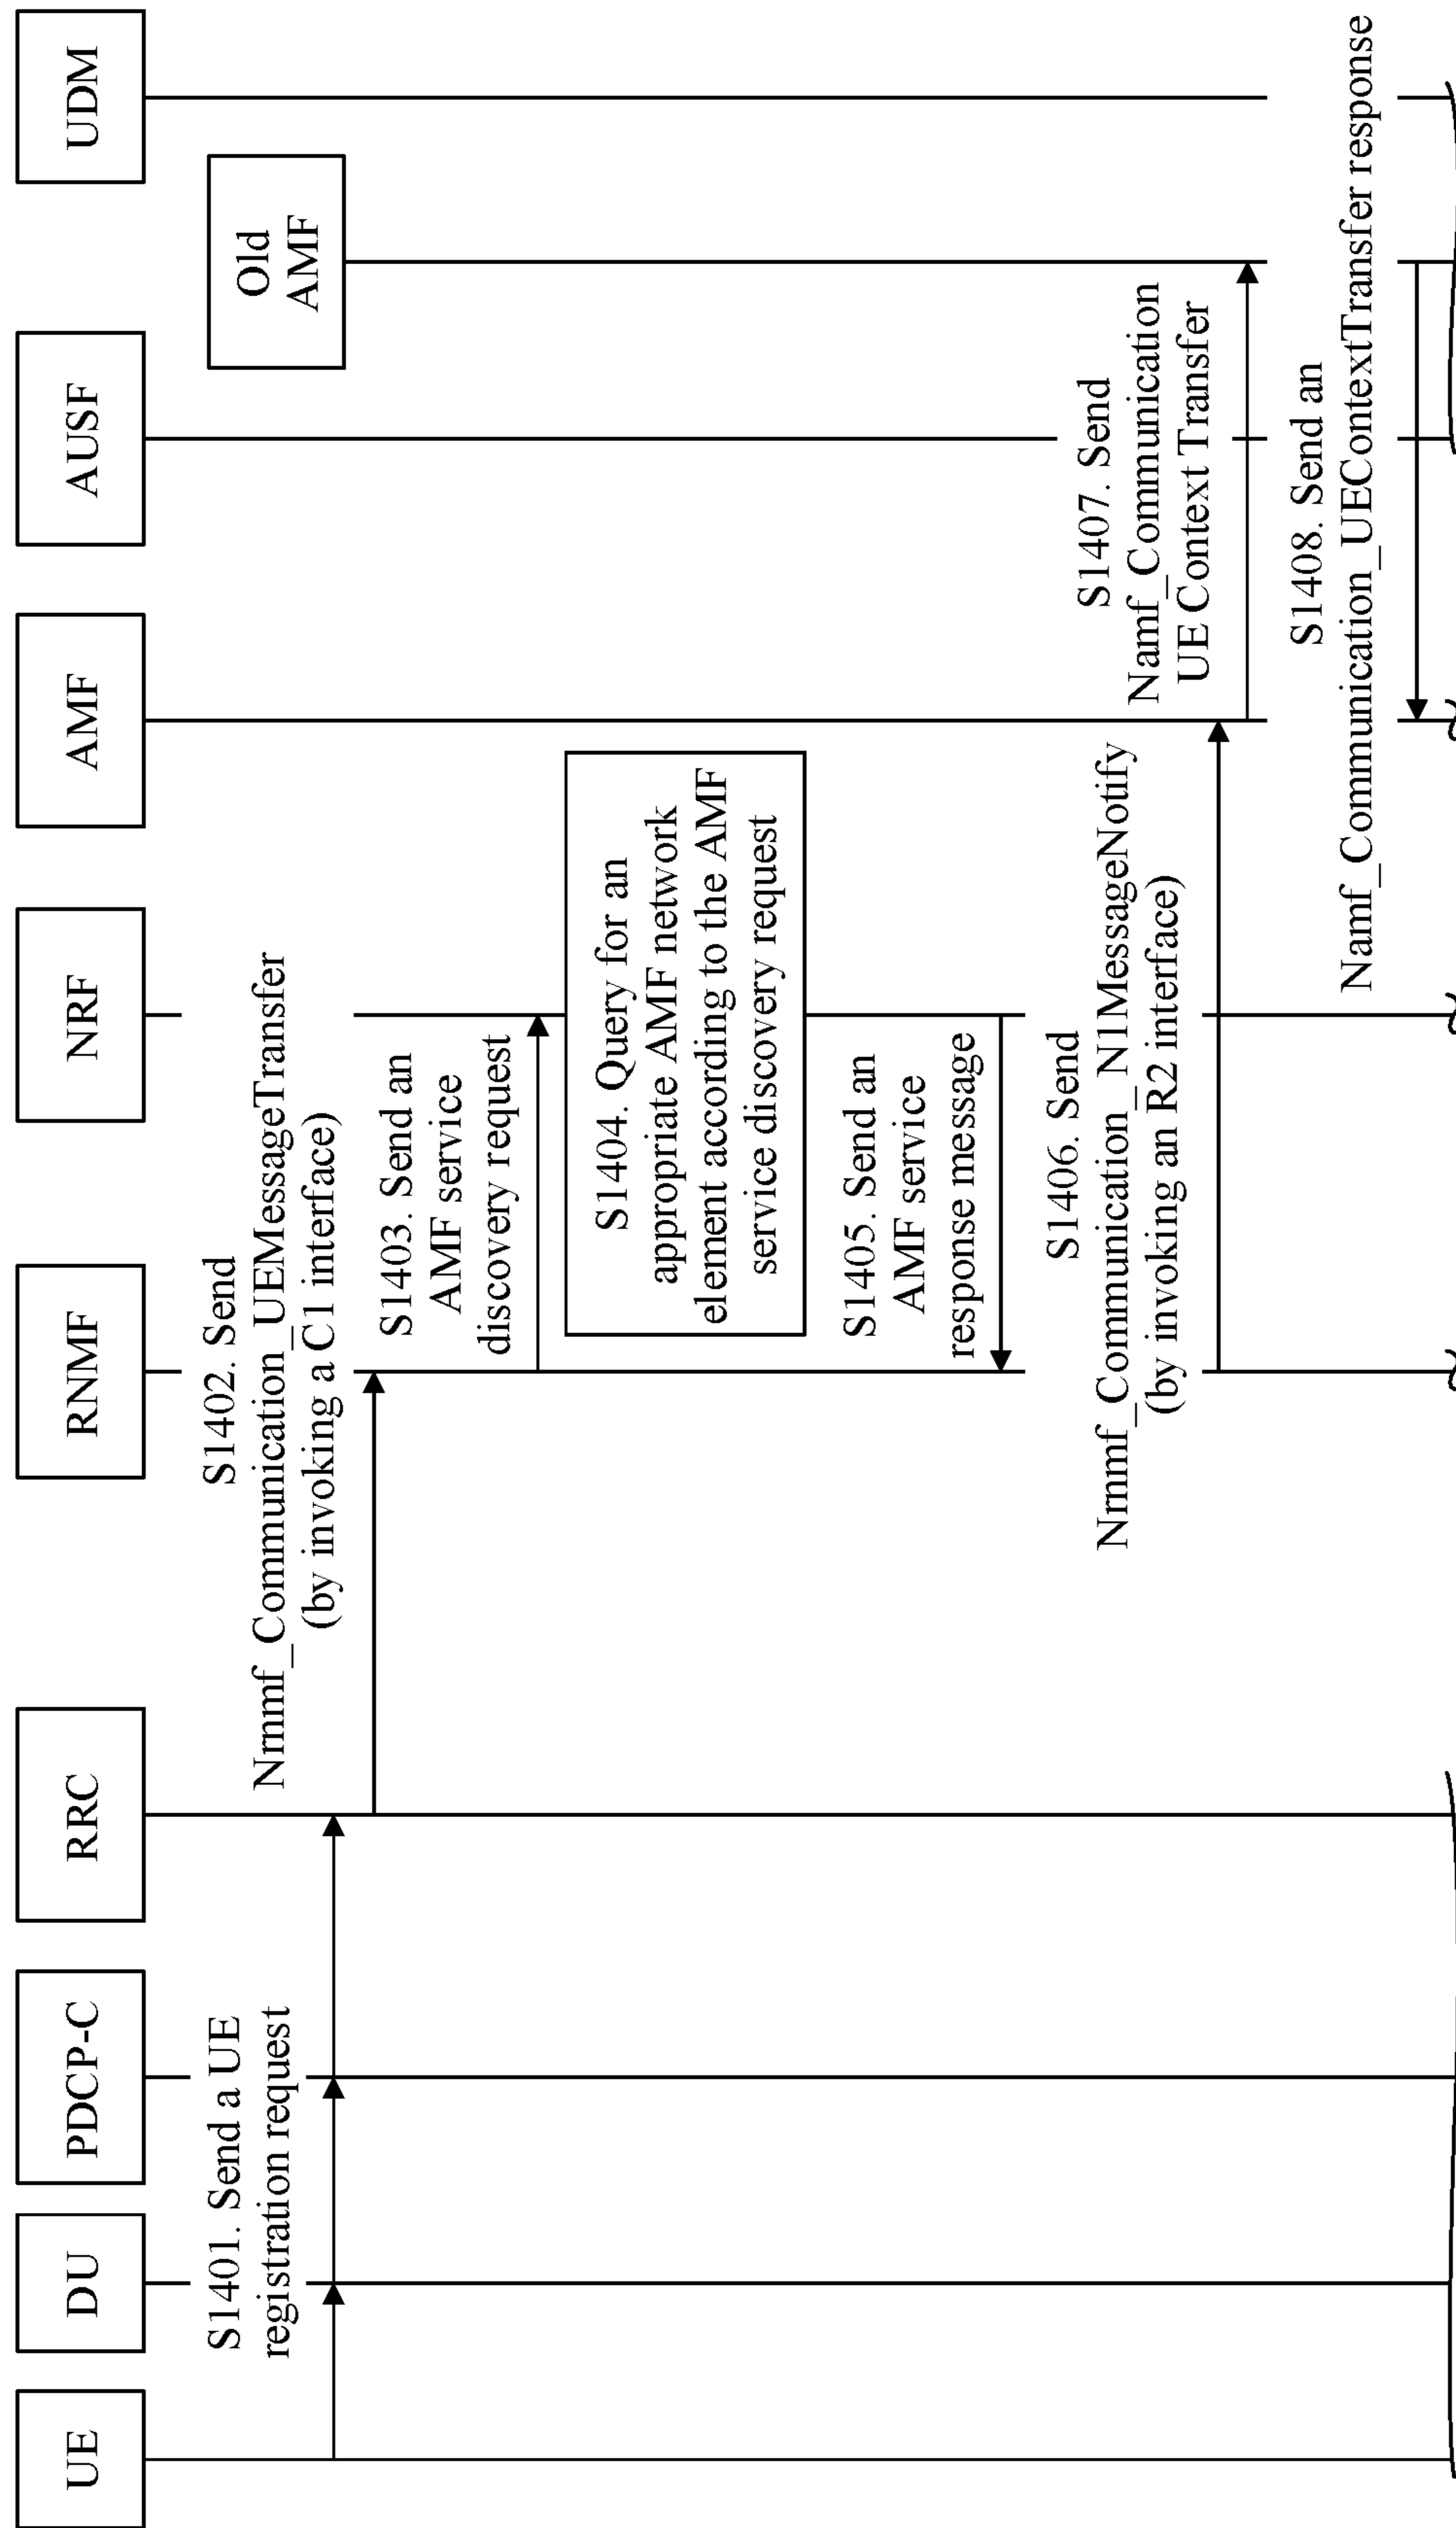 UE
DU
PDCP-C
RRC
RNMF
NRF
AMF
AUSF
Old
AMF
UDM
S1401. Send a UE
registration request
S1402. Send
Nrnmf_Communication_UEMessageTransfer
(by invoking a C1 interface)
S1403. Send an
AMF service
discovery request
S1404. Query for an
appropriate AMF network
element according to the AMF
service discovery request
S1405. Send an
AMF service
response message
S1406. Send
Nrnmf_Communication_N1MessageNotify
(by invoking an R2 interface)
S1407. Send
Namf_Communication
UE Context Transfer
S1408. Send an
Namf_Communication_UEContextTransfer response